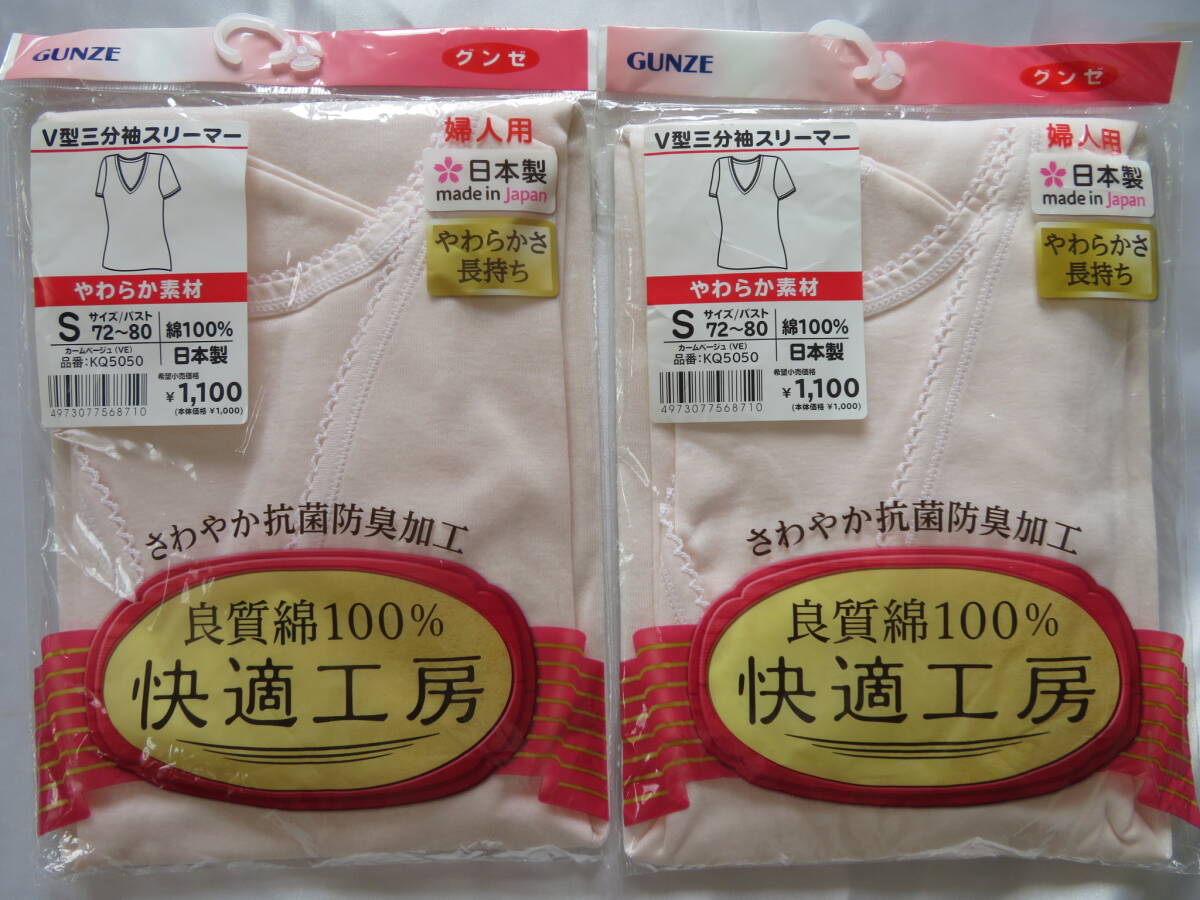 GUNZE
グンゼ
V型三分袖スリーマー
婦人用
日本製
made in Japan
やわらかさ
長持ち
やわらか素材
S サイズ/バスト 綿100%
72〜80
カームベージュ(VE) 日本製
品番:KQ5050
希望小売価格
¥1,100
(本体価格 ¥1,000)
4973077568710
さわやか抗菌防臭加工
良質綿100%
快適工房
GUNZE
グンゼ
V型三分袖スリーマー
婦人用
日本製
made in Japan
やわらかさ
長持ち
やわらか素材
S サイズ/バスト 綿100%
72〜80
カームベージュ(VE) 日本製
品番:KQ5050
希望小売価格
¥1,100
(本体価格 ¥1,000)
4973077568710
さわやか抗菌防臭加工
良質綿100%
快適工房